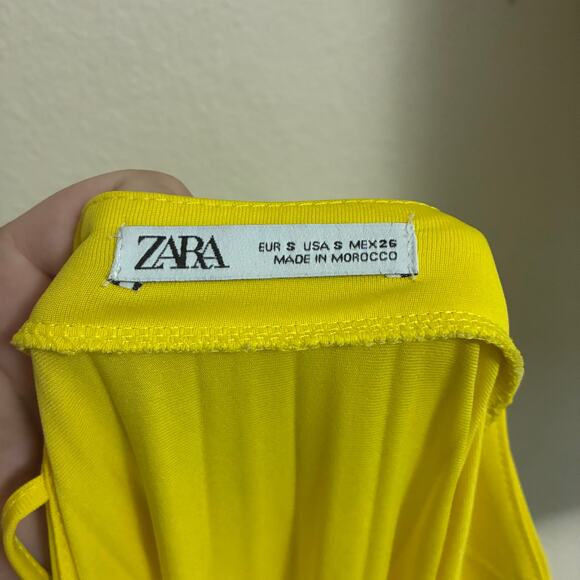 ZARA
EUR S USA S MEX 26
MADE IN MOROCCO